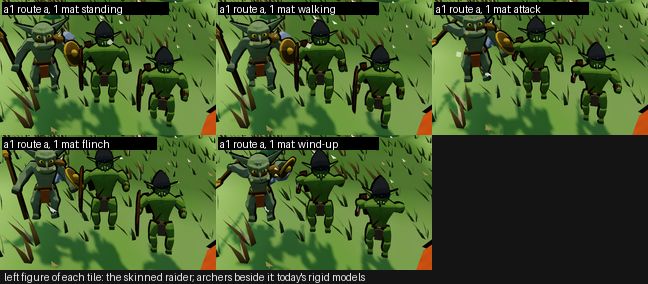 a1 route a, 1 mat standing
a1 route a, 1 mat walking
a1 route a, 1 mat attack
a1 route a, 1 mat flinch
a1 route a, 1 mat wind-up
left figure of each tile: the skinned raider; archers beside it: today's rigid models